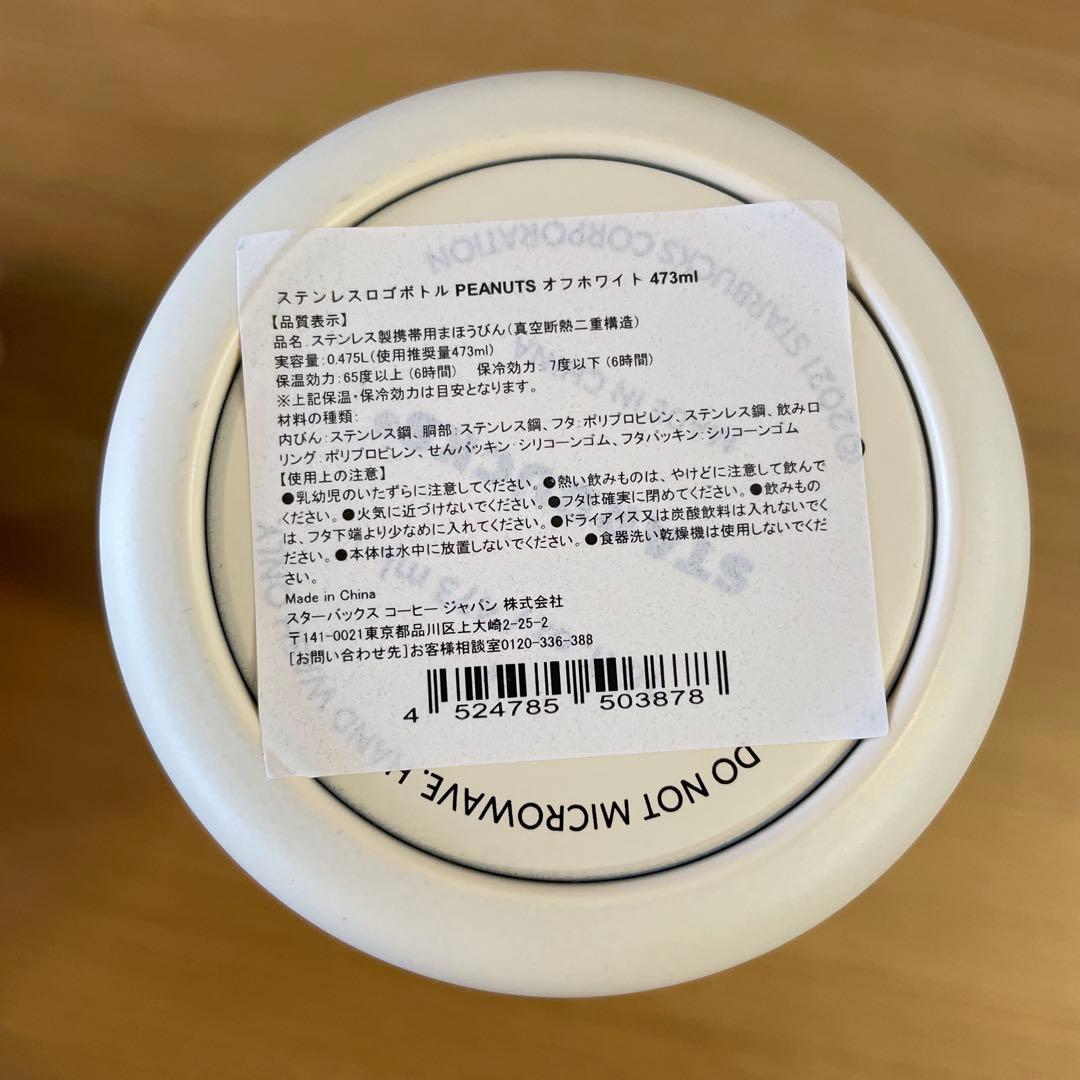 ステンレスロゴボトル PEANUTS オフホワイト 473ml
【品質表示】
品名.ステンレス製携帯用まほうびん(真空断熱二重構造)
実容量:0.475L(使用推奨量473ml)
保温効力:65度以上 (6時間) 保冷効力:7度以下 (6時間)
※上記保温・保冷効力は目安となります。
材料の種類:
内びん:ステンレス鋼、胴部:ステンレス鋼、フタ:ポリプロピレン、ステンレス鋼、飲み口
リング:ポリプロピレン、せんパッキン・シリコーンゴム、フタパッキン:シリコーンゴム
【使用上の注意】
●乳幼児のいたずらに注意してください。●熱い飲みものは、やけどに注意して飲んで
ください。●火気に近づけないでください。●フタは確実に閉めてください。●飲みもの
は、フタ下端より少なめに入れてください。●ドライアイス又は炭酸飲料は入れないでく
ださい。●本体は水中に放置しないでください。●食器洗い乾燥機は使用しないでくだ
さい。
Made in China
スターバックス コーヒー ジャパン 株式会社
〒141-0021東京都品川区上大崎2-25-2
[お問い合わせ先]お客様相談室0120-336-388
4 524785 503878
DO NOT MICROWAVE. HAND W
© 2021 STARBUCKS CORPORATION